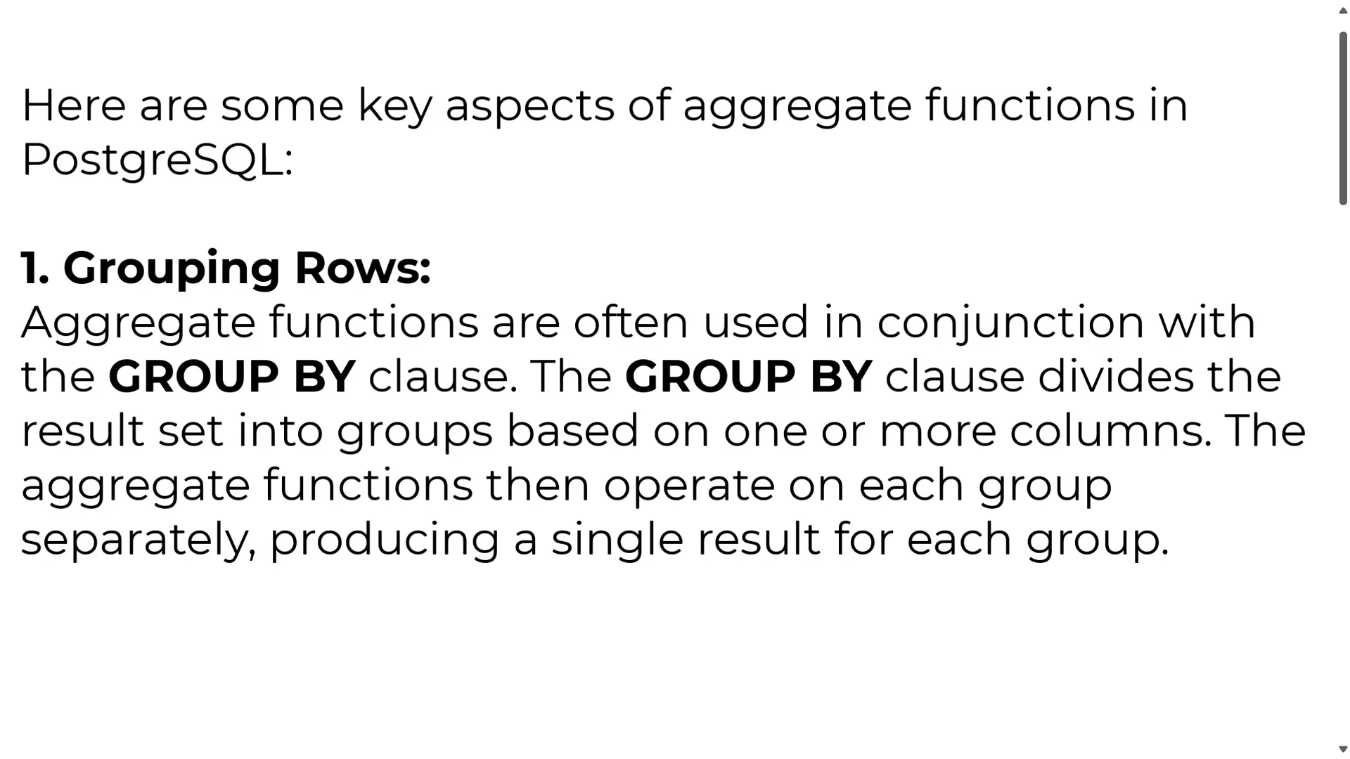 Here are some key aspects of aggregate functions in
PostgreSQL:
1. Grouping Rows:
Aggregate functions are often used in conjunction with
the GROUP BY clause. The GROUP BY clause divides the
result set into groups based on one or more columns. The
aggregate functions then operate on each group
separately, producing a single result for each group.